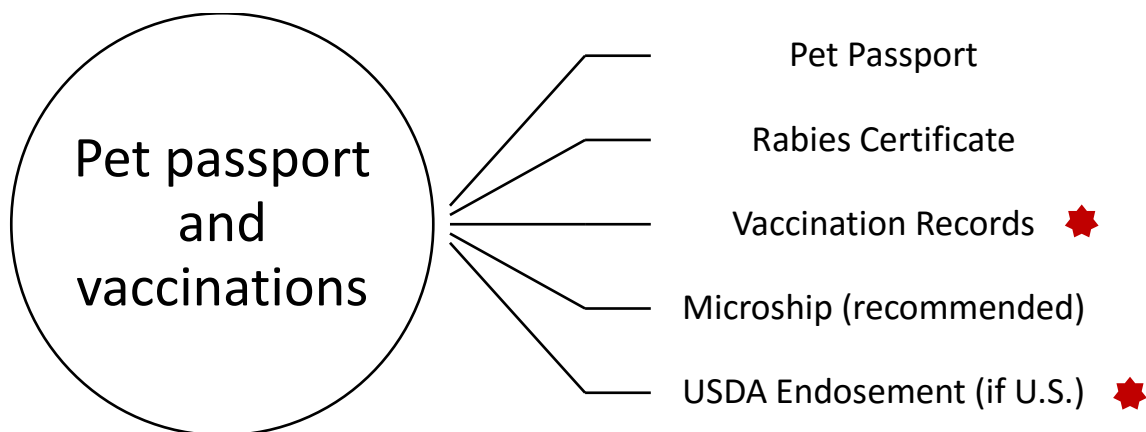 Pet passport
and
vaccinations
Pet Passport
Rabies Certificate
Vaccination Records
Microship (recommended)
USDA Endosement (if U.S.)